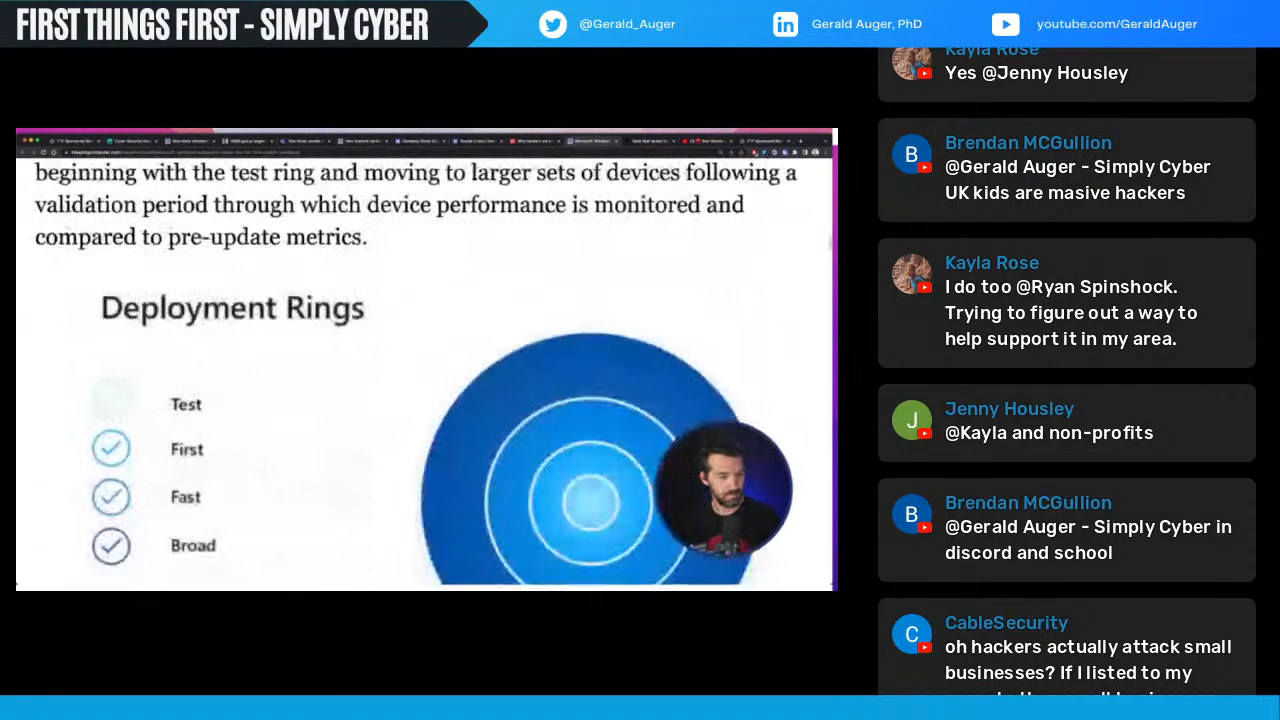 FIRST THINGS FIRST - SIMPLY CYBER
@Gerald_Auger
Gerald Auger, PhD
youtube.com/GeraldAuger
beginning with the test ring and moving to larger sets of devices following a
validation period through which device performance is monitored and
compared to pre-update metrics.
Deployment Rings
Test
First
Fast
Broad
Kayla Rose
Yes @Jenny Housley
B
Brendan MCGullion
@Gerald Auger - Simply Cyber
UK kids are masive hackers
Kayla Rose
I do too @Ryan Spinshock.
Trying to figure out a way to
help support it in my area.
J
Jenny Housley
@Kayla and non-profits
B
Brendan MCGullion
@Gerald Auger - Simply Cyber in
discord and school
C
CableSecurity
oh hackers actually attack small
businesses? If I listed to my